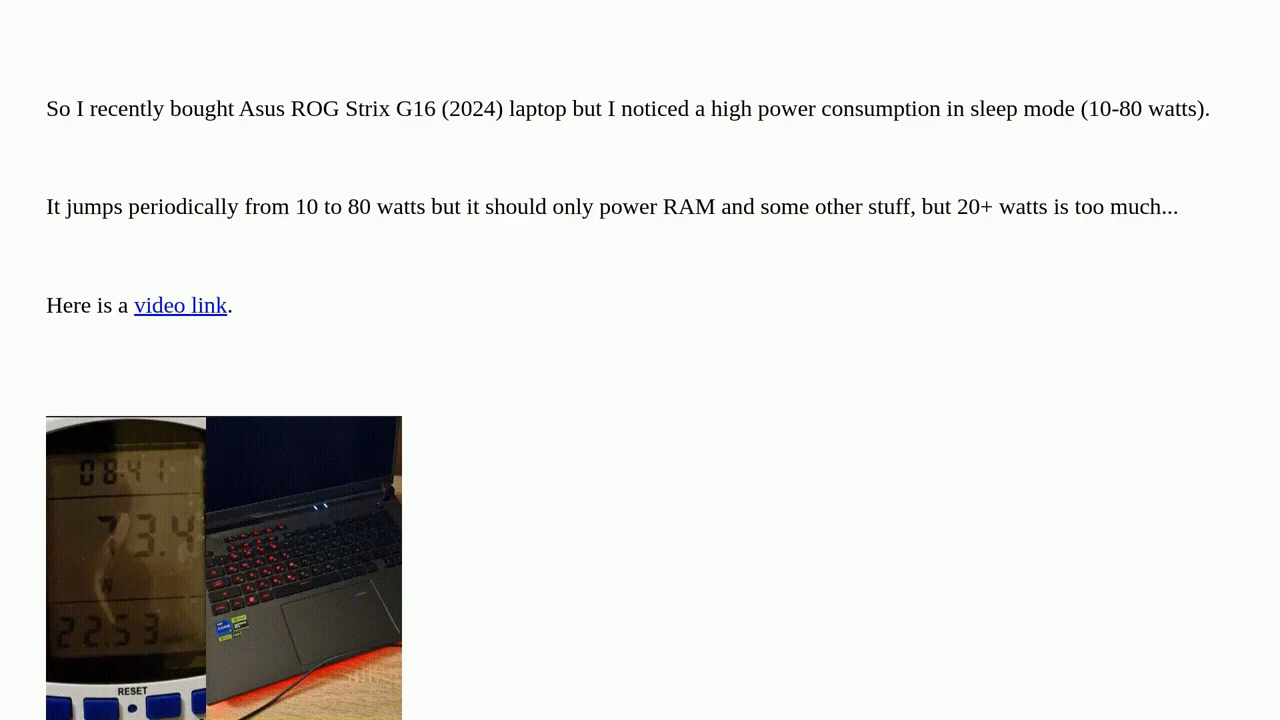 So I recently bought Asus ROG Strix G16 (2024) laptop but I noticed a high power consumption in sleep mode (10-80 watts).
It jumps periodically from 10 to 80 watts but it should only power RAM and some other stuff, but 20+ watts is too much...
Here is a video link.
08:41
73.4
W
22.53
RESET